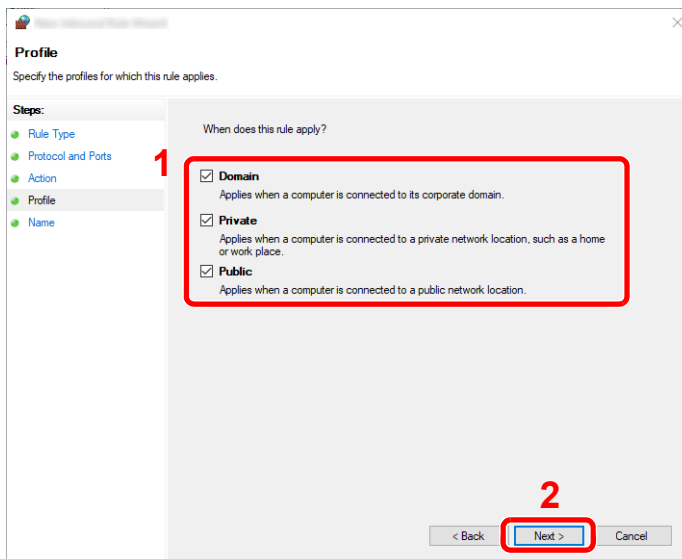 Profile
Specify the profiles for which this rule applies.
Steps:
Rule Type
Protocol and Ports
Action
Profile
Name
When does this rule apply?
1
Domain
Applies when a computer is connected to its corporate domain.
Private
Applies when a computer is connected to a private network location, such as a home
or work place.
Public
Applies when a computer is connected to a public network location.
2
< Back
Next >
Cancel